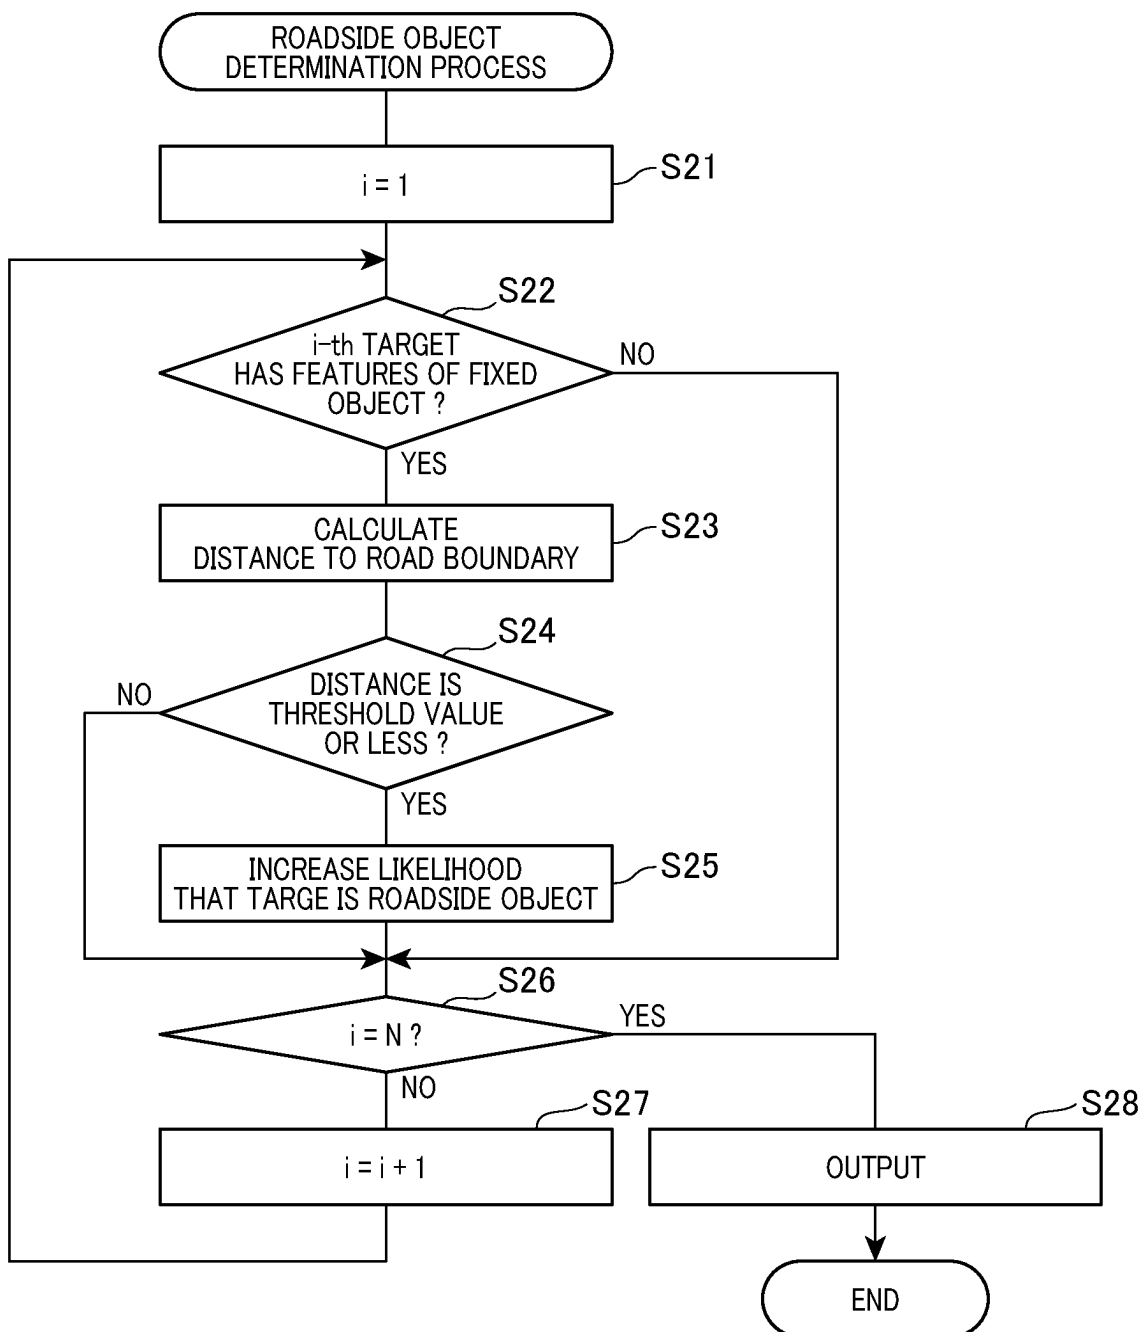 ROADSIDE OBJECT
DETERMINATION PROCESS
i = 1
S21
S22
i-th TARGET
HAS FEATURES OF FIXED
OBJECT ?
NO
YES
CALCULATE
DISTANCE TO ROAD BOUNDARY
S23
S24
DISTANCE IS
THRESHOLD VALUE
OR LESS ?
NO
YES
INCREASE LIKELIHOOD
THAT TARGE IS ROADSIDE OBJECT
S25
S26
i = N ?
YES
NO
S27
i = i + 1
S28
OUTPUT
END